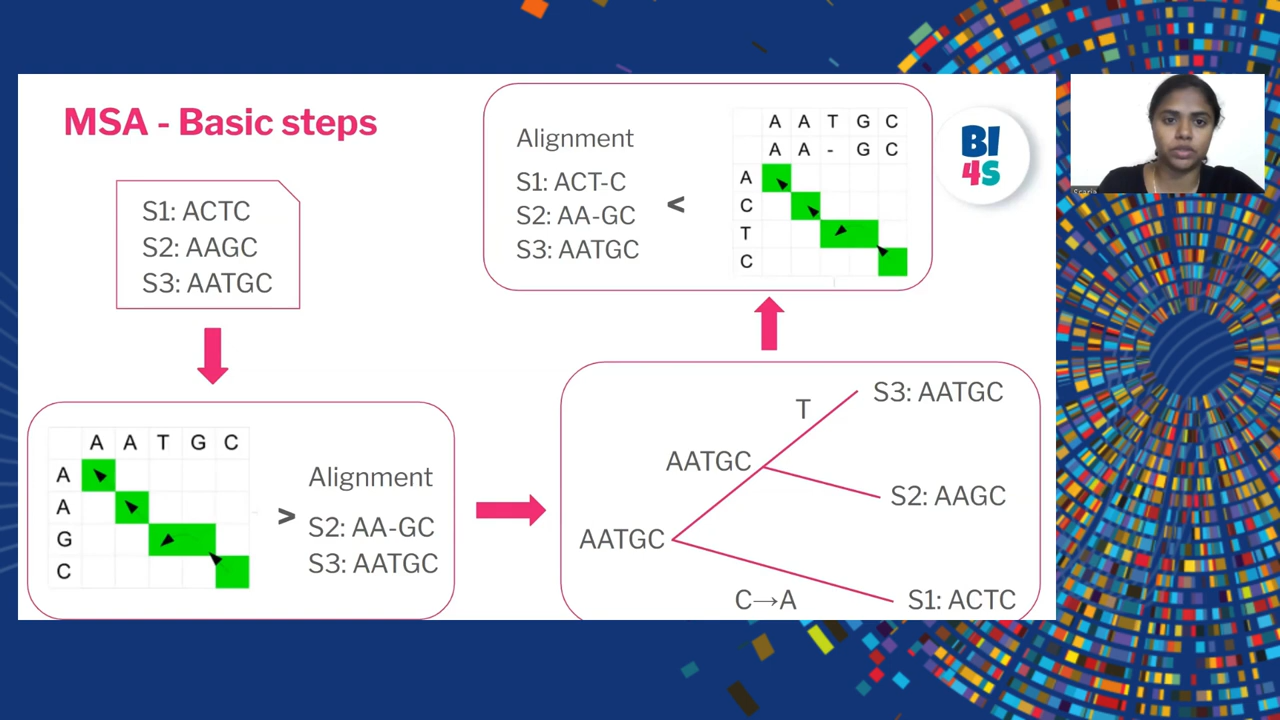 MSA - Basic steps
S1: ACTC
S2: AAGC
S3: AATGC
A A T G C
A
A
G
C
>
Alignment
S2: AA-GC
S3: AATGC
AATGC
AATGC
T
C→A
S3: AATGC
S2: AAGC
S1: ACTC
Alignment
S1: ACT-C
S2: AA-GC
S3: AATGC
<
A A T G C
A A - G C
A
C
T
C
BI
4S